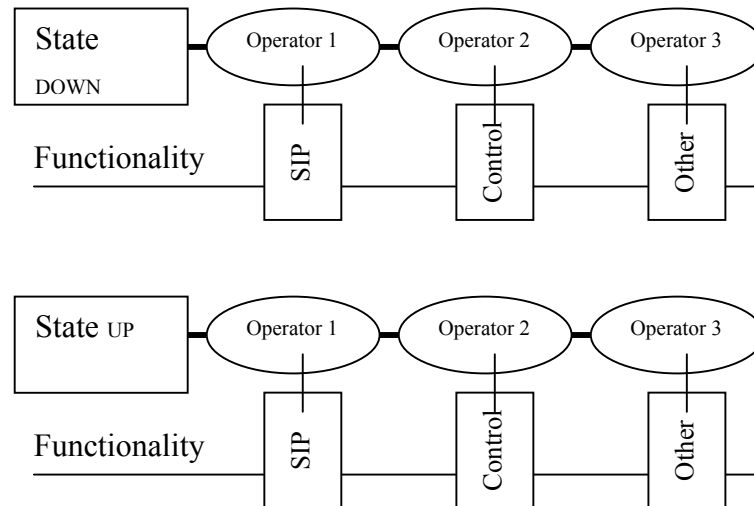 State
DOWN
Operator 1
Operator 2
Operator 3
Functionality
SIP
Control
Other
State UP
Operator 1
Operator 2
Operator 3
Functionality
SIP
Control
Other